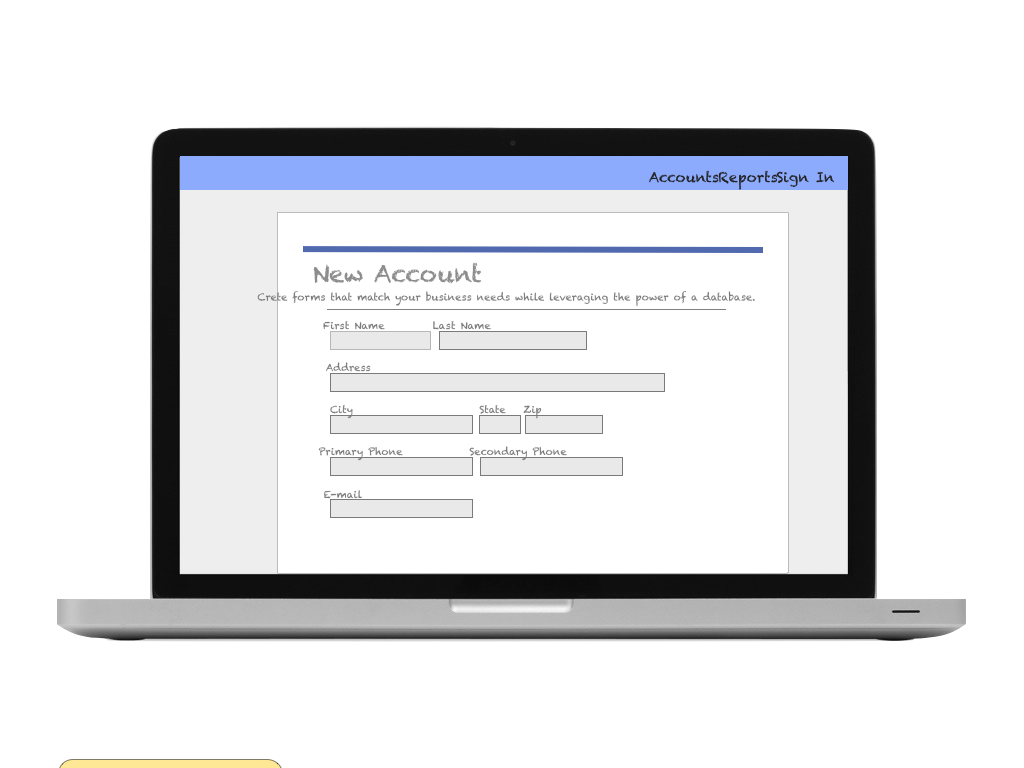 AccountsReportsSign In
New Account
Crete forms that match your business needs while leveraging the power of a database.
First Name Last Name
Address
City State Zip
Primary Phone Secondary Phone
E-mail